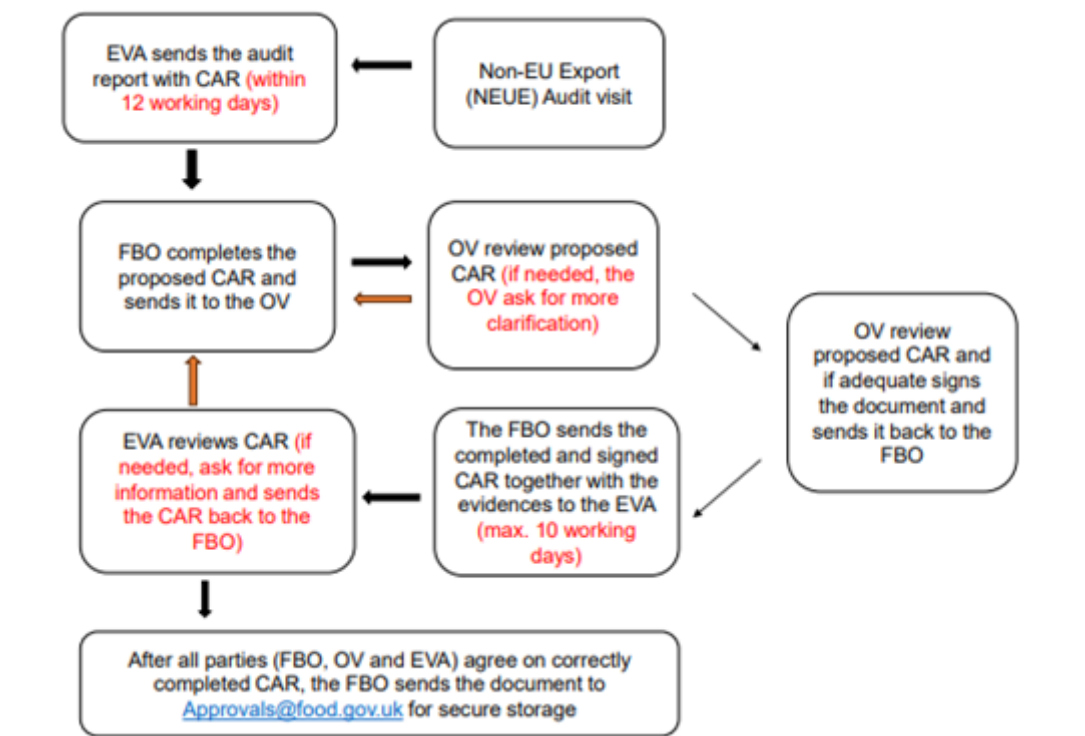 Non-EU Export
(NEUE) Audit visit
EVA sends the audit
report with CAR (within
12 working days)
FBO completes the
proposed CAR and
sends it to the OV
OV review proposed
CAR (if needed, the
OV ask for more
clarification)
OV review
proposed CAR and
if adequate signs
the document and
sends it back to the
FBO
The FBO sends the
completed and signed
CAR together with the
evidences to the EVA
(max. 10 working
days)
EVA reviews CAR (if
needed, ask for more
information and sends
the CAR back to the
FBO)
After all parties (FBO, OV and EVA) agree on correctly
completed CAR, the FBO sends the document to
Approvals@food.gov.uk for secure storage